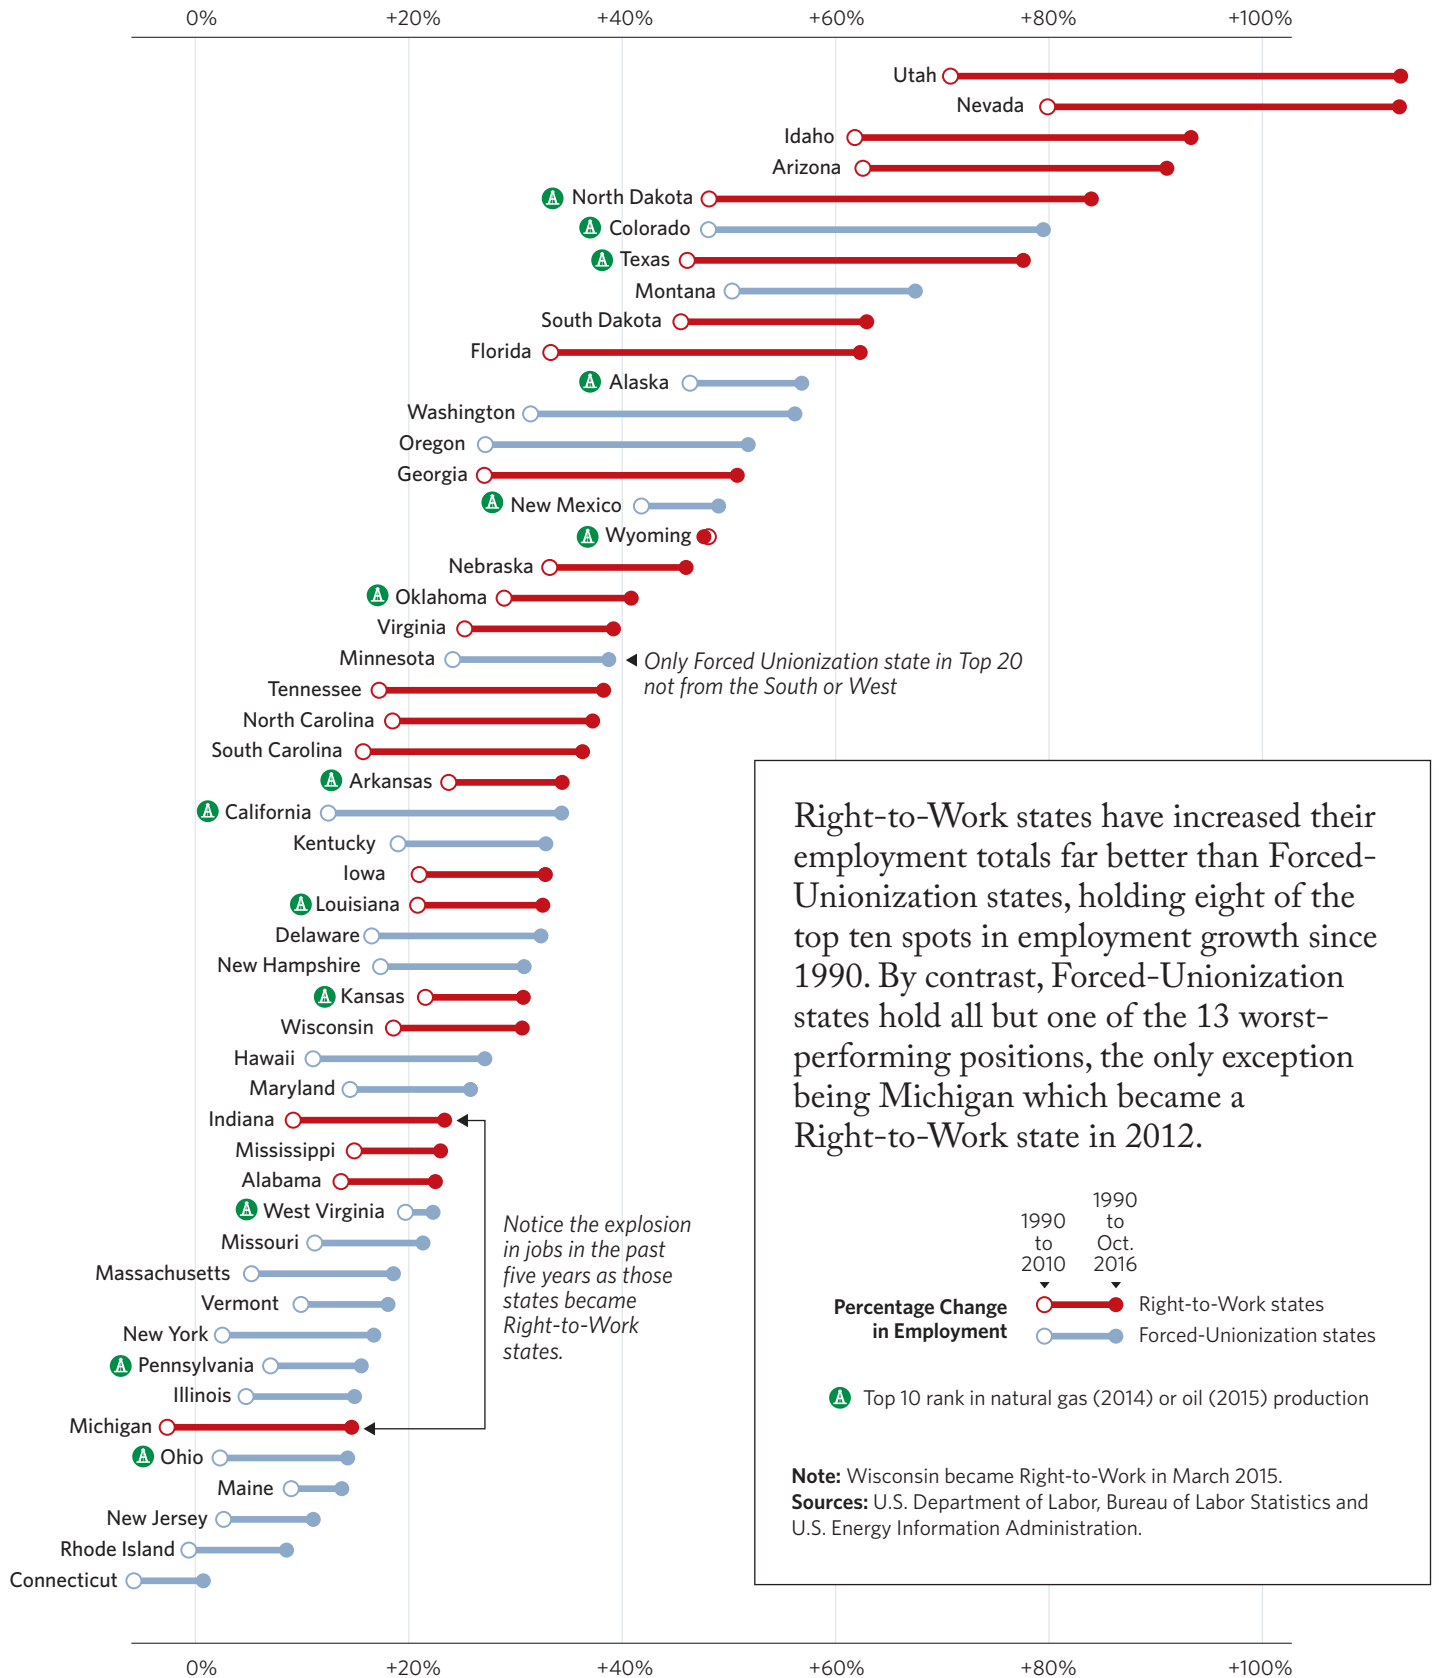 0% +20% +40% +60% +80% +100%
Utah
Nevada
Idaho
Arizona
North Dakota
Colorado
Texas
Montana
South Dakota
Florida
Alaska
Washington
Oregon
Georgia
New Mexico
Wyoming
Nebraska
Oklahoma
Virginia
Minnesota
Only Forced Unionization state in Top 20
not from the South or West
Tennessee
North Carolina
South Carolina
Arkansas
California
Kentucky
Iowa
Louisiana
Delaware
New Hampshire
Kansas
Wisconsin
Hawaii
Maryland
Indiana
Mississippi
Alabama
West Virginia
Missouri
Massachusetts
Vermont
New York
Pennsylvania
Illinois
Michigan
Ohio
Maine
New Jersey
Rhode Island
Connecticut
Notice the explosion
in jobs in the past
five years as those
states became
Right-to-Work
states.
Right-to-Work states have increased their
employment totals far better than Forced-
Unionization states, holding eight of the
top ten spots in employment growth since
1990. By contrast, Forced-Unionization
states hold all but one of the 13 worst-
performing positions, the only exception
being Michigan which became a
Right-to-Work state in 2012.
1990
to
2010
1990
to
Oct.
2016
Percentage Change
in Employment
Right-to-Work states
Forced-Unionization states
Top 10 rank in natural gas (2014) or oil (2015) production
Note: Wisconsin became Right-to-Work in March 2015.
Sources: U.S. Department of Labor, Bureau of Labor Statistics and
U.S. Energy Information Administration.
0% +20% +40% +60% +80% +100%